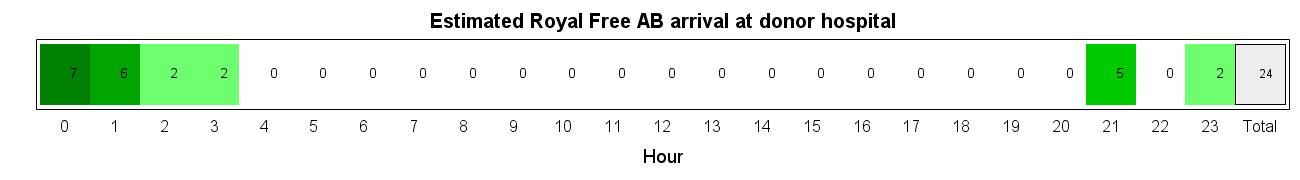 Estimated Royal Free AB arrival at donor hospital
7 6 2 2 0 0 0 0 0 0 0 0 0 0 0 0 0 0 0 0 0 5 0 2 24
0 1 2 3 4 5 6 7 8 9 10 11 12 13 14 15 16 17 18 19 20 21 22 23 Total
Hour